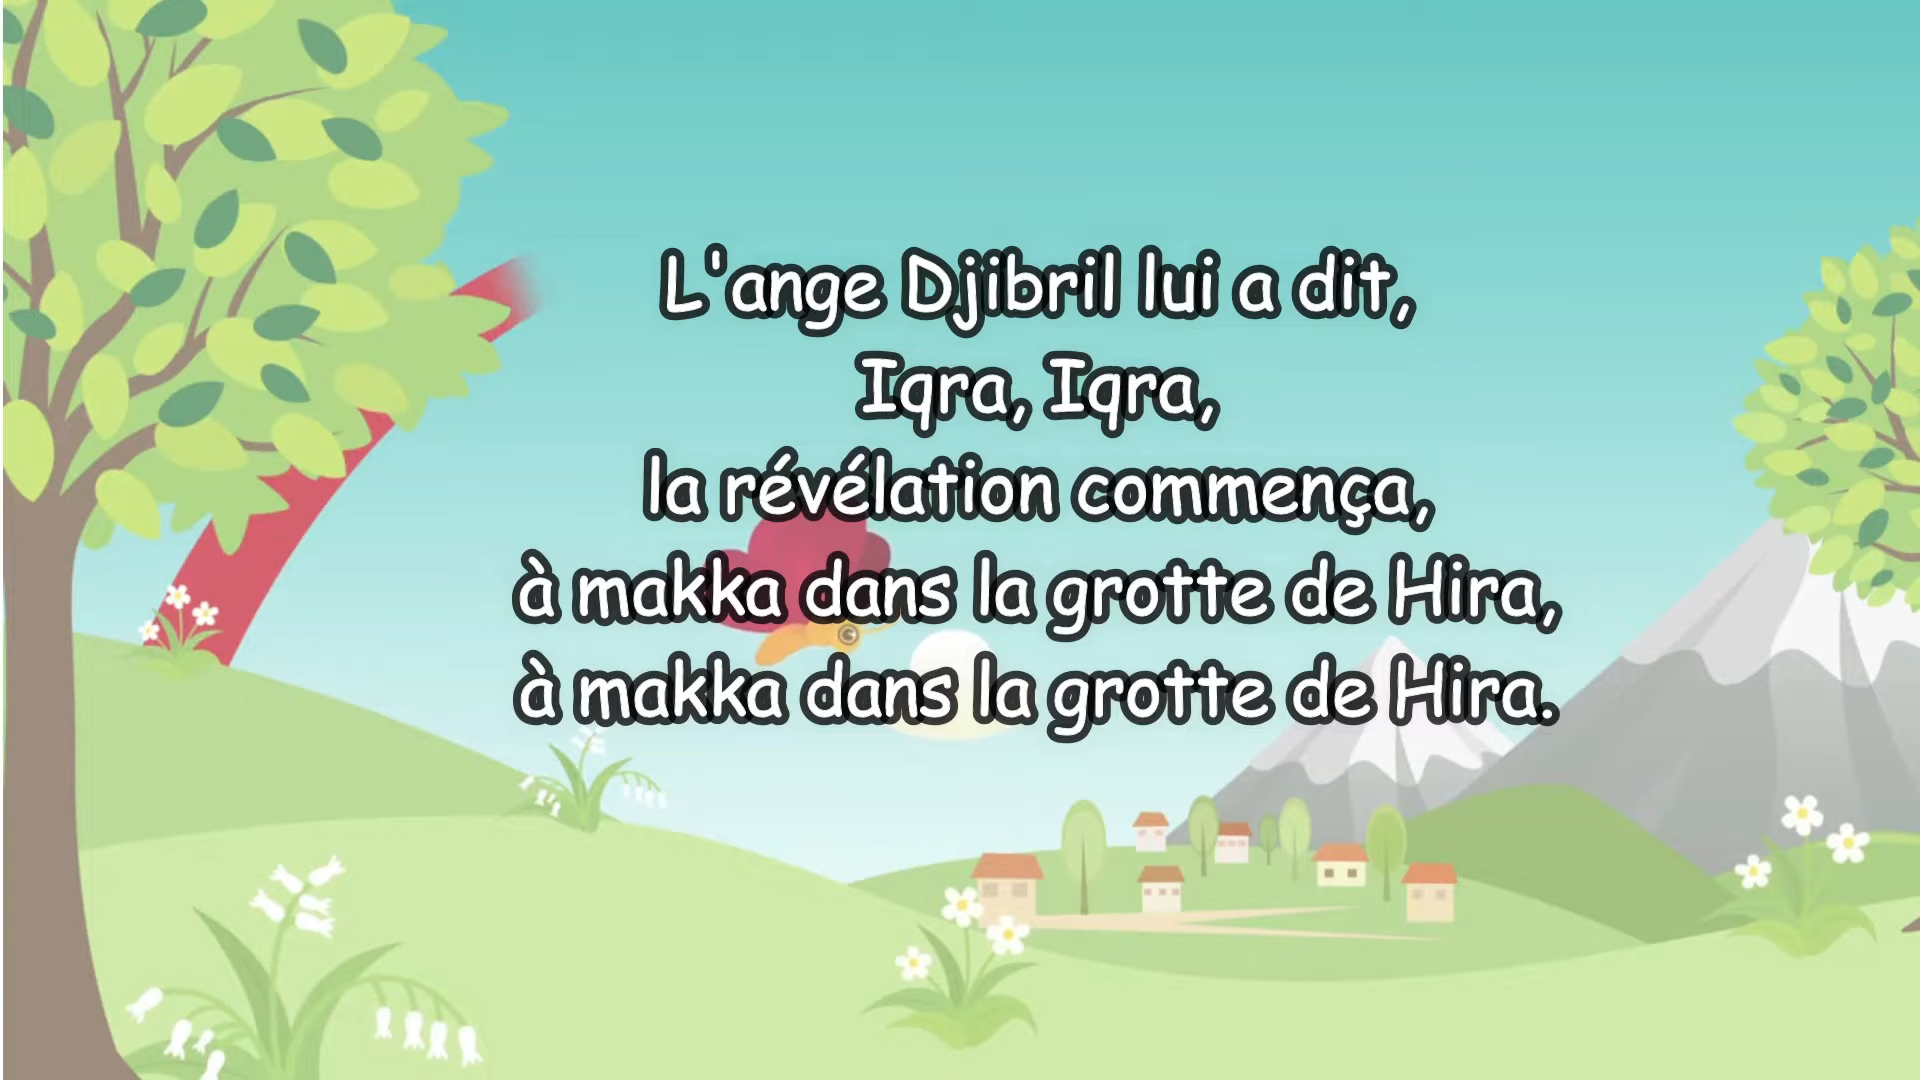 L'ange Djibril lui a dit,
Iqra, Iqra,
la révélation commença,
à makka dans la grotte de Hira,
à makka dans la grotte de Hira.